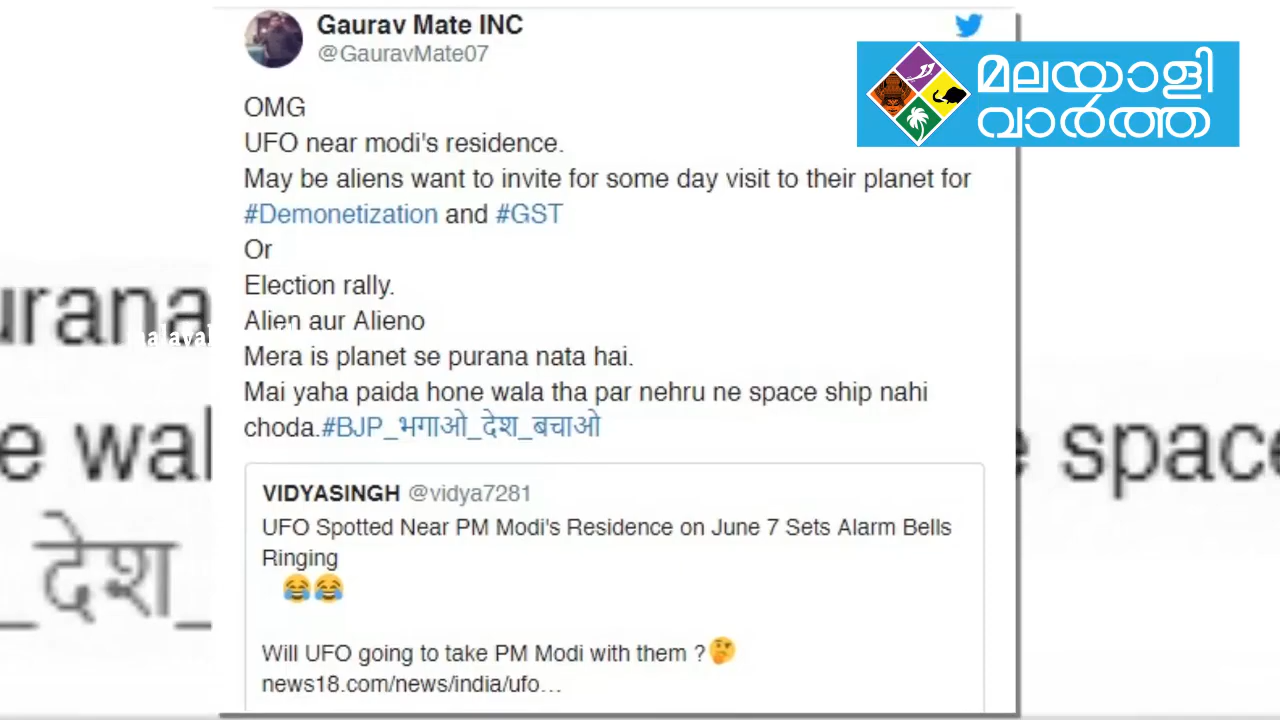 Gaurav Mate INC
@GauravMate07
മലയാളി
വാർത്ത
OMG
UFO near modi's residence.
May be aliens want to invite for some day visit to their planet for
#Demonetization and #GST
Or
Election rally.
Alien aur Alieno
Mera is planet se purana nata hai.
Mai yaha paida hone wala tha par nehru ne space ship nahi
choda.#BJP_भगाओ_देश_बचाओ
VIDYASINGH @vidya7281
UFO Spotted Near PM Modi's Residence on June 7 Sets Alarm Bells
Ringing
😂😂
Will UFO going to take PM Modi with them ?🤔
news18.com/news/india/ufo…